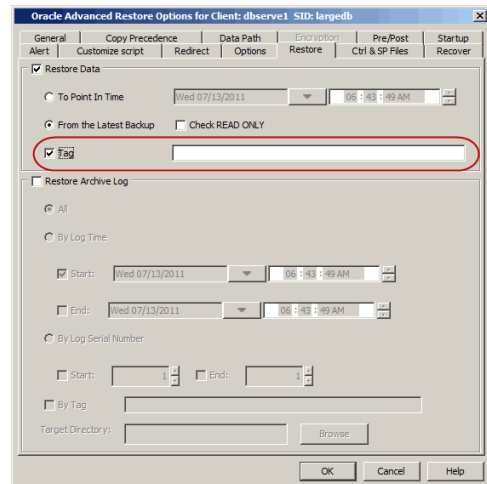 Oracle Advanced Restore Options for Client: dbserve1 SID: largedb
General Copy Precedence Data Path Encryption Pre/Post Startup
Alert Customize script Redirect Options Restore Ctrl & SP Files Recover
Restore Data
To Point In Time Wed 07/13/2011 06 : 43 : 49 AM
From the Latest Backup Check READ ONLY
Tag
Restore Archive Log
All
By Log Time
Start: Wed 07/13/2011 06 : 43 : 49 AM
End: Wed 07/13/2011 06 : 43 : 49 AM
By Log Serial Number
Start: 1 End: 1
By Tag
Target Directory: Browse
OK Cancel Help